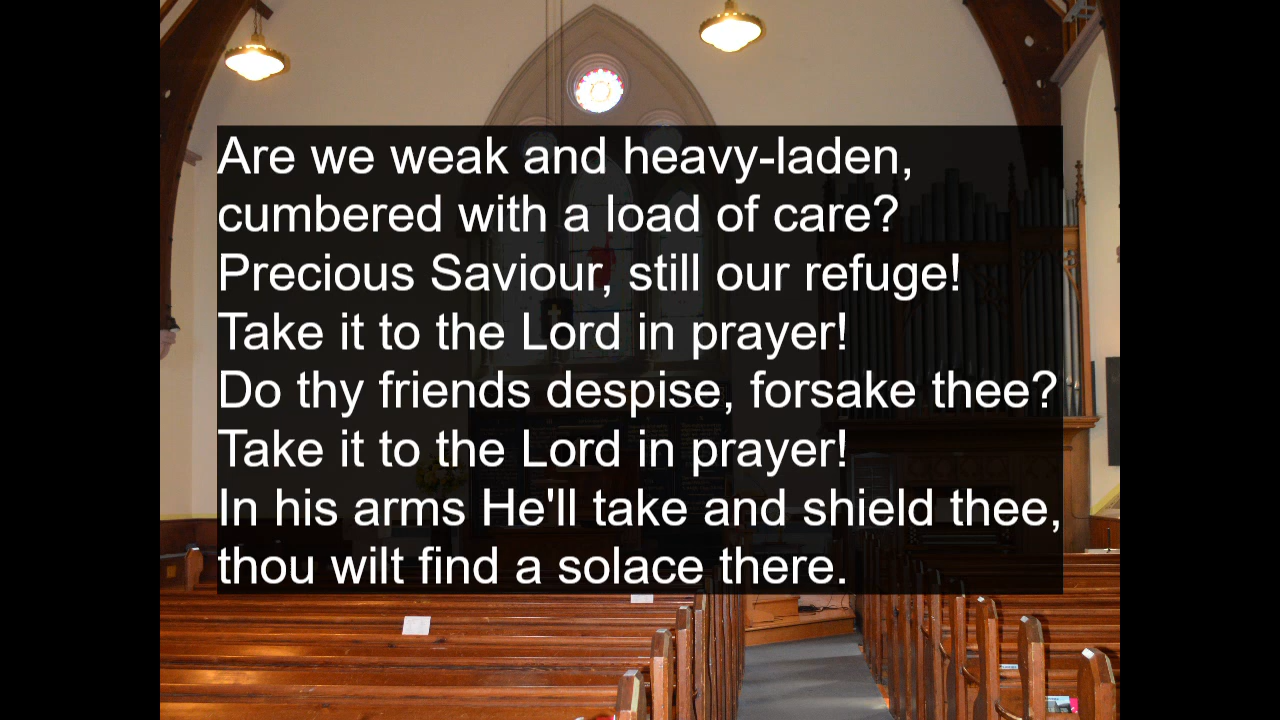 Are we weak and heavy-laden,
cumbered with a load of care?
Precious Saviour, still our refuge!
Take it to the Lord in prayer!
Do thy friends despise, forsake thee?
Take it to the Lord in prayer!
In his arms He'll take and shield thee,
thou wilt find a solace there.